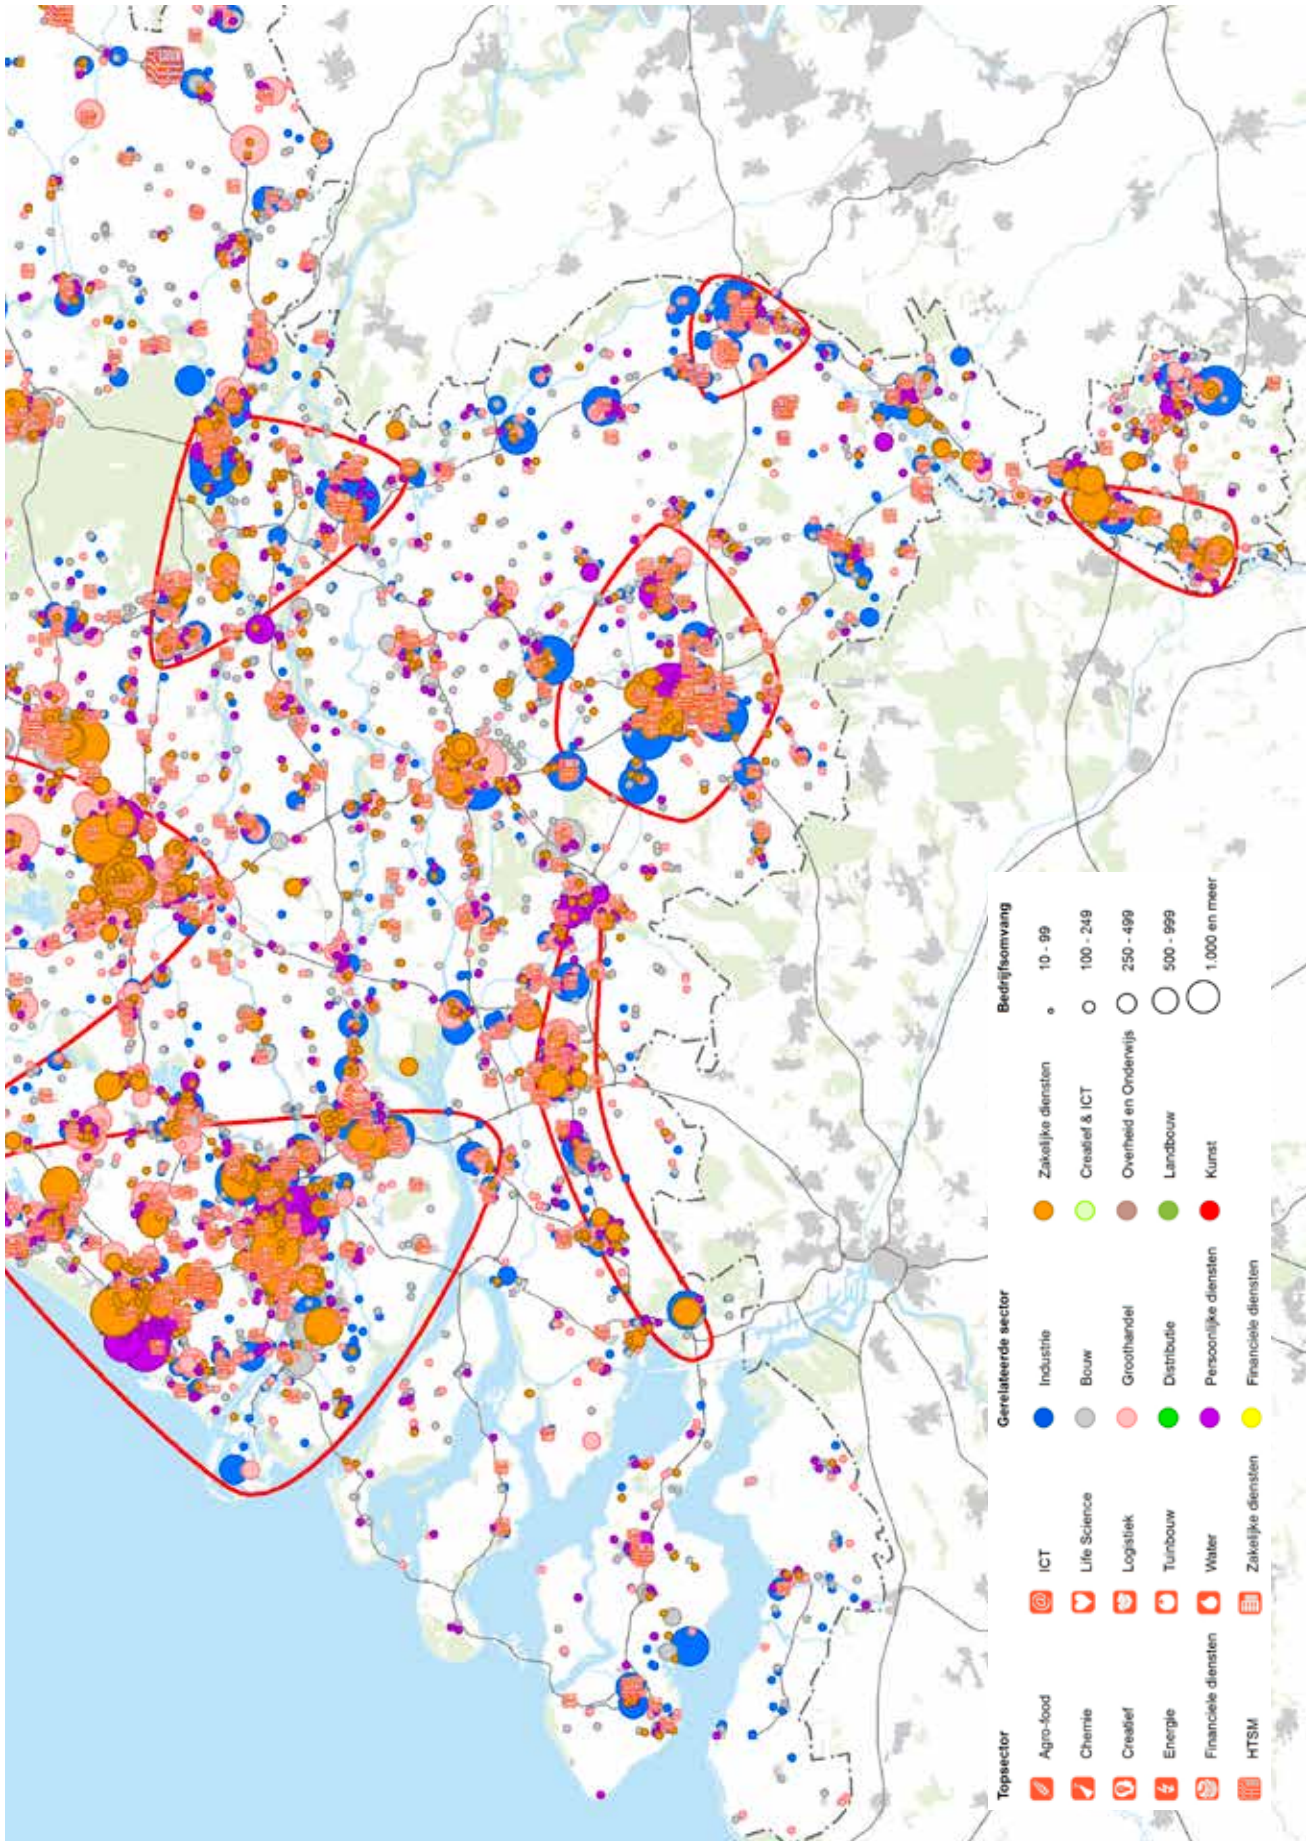 Topsector
Agro-food
Chemie
Creatief
Energie
Financiele diensten
HTSM
ICT
Life Science
Logistiek
Tuinbouw
Water
Zakelijke diensten
Gerelateerde sector
Industrie
Bouw
Groothandel
Distributie
Persoonlijke diensten
Financiele diensten
Zakelijke diensten
Creatief & ICT
Overheid en Onderwijs
Landbouw
Kunst
Bedrijfsomvang
10 - 99
100 - 249
250 - 499
500 - 999
1.000 en meer